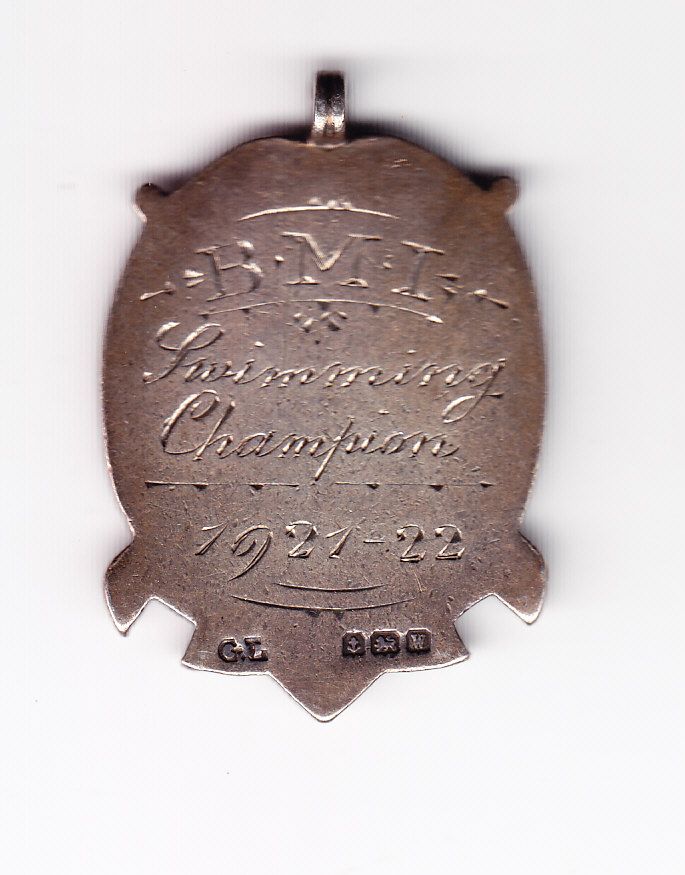 B·M·I
Swimming
Champion
1921-22
G.L W